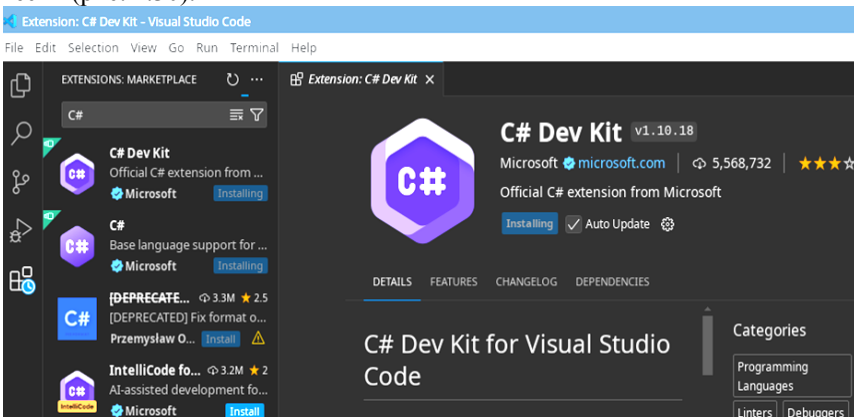 Extension: C# Dev Kit - Visual Studio Code
File Edit Selection View Go Run Terminal Help
EXTENSIONS: MARKETPLACE
C#
C# Dev Kit
Official C# extension from ...
Microsoft Installing
C#
Base language support for ...
Microsoft Installing
[DEPRECATE... 3.3M ★ 2.5
[DEPRECATED] Fix format o...
Przemysław O... Install
IntelliCode fo... 3.2M ★ 2
AI-assisted development fo...
Microsoft Install
C#
C#
C#
C#
IntelliCode
Extension: C# Dev Kit
C#
C# Dev Kit v1.10.18
Microsoft microsoft.com | 5,568,732 | ★★★☆
Official C# extension from Microsoft
Installing Auto Update
DETAILS FEATURES CHANGELOG DEPENDENCIES
C# Dev Kit for Visual Studio
Code
Categories
Programming
Languages
Linters Debuggers